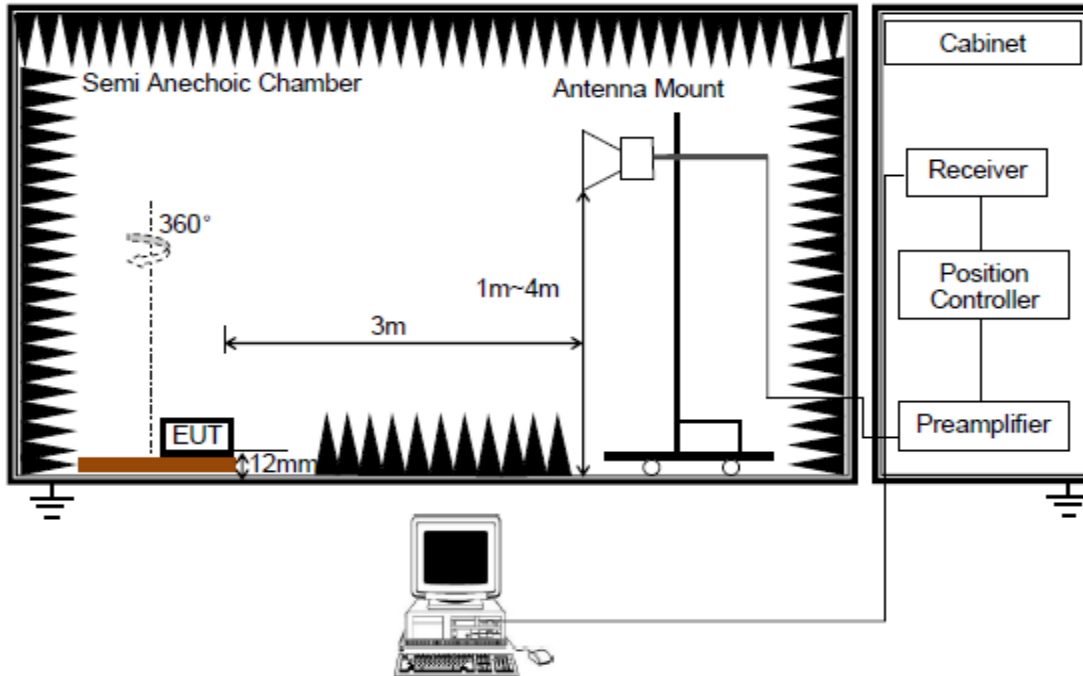 Cabinet
Semi Anechoic Chamber
Antenna Mount
Receiver
360°
Position
Controller
1m~4m
3m
EUT
Preamplifier
12mm